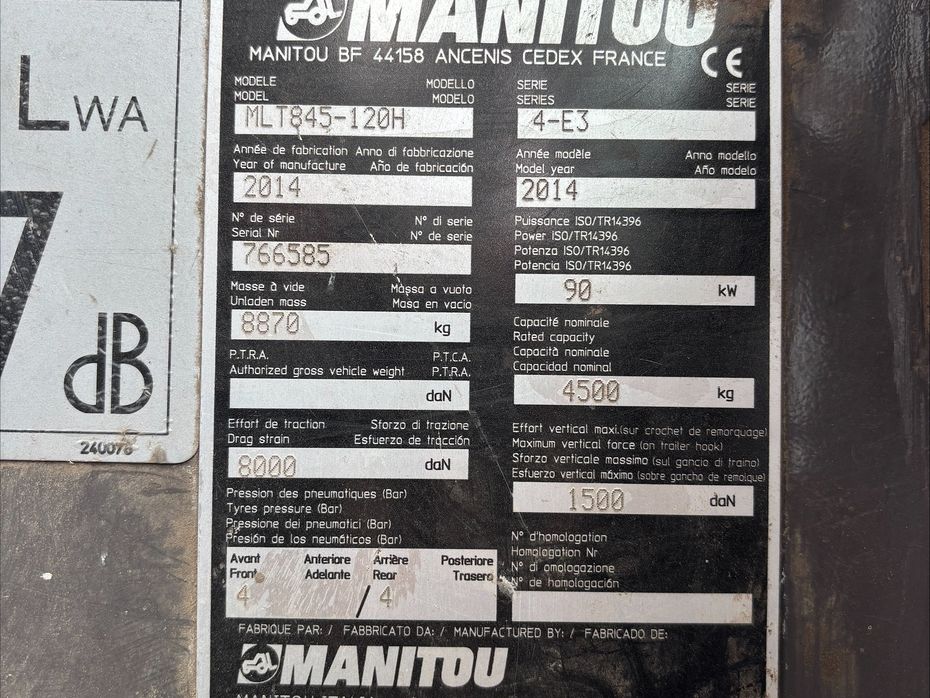 MANITOU
MANITOU BF 44158 ANCENIS CEDEX FRANCE CE
MODELE MODELLO
MODEL MODELO
MLT845-120H
SERIE SERIE
SERIES SERIE
4-E3
Année de fabrication Anno di fabbricazione
Year of manufacture Año de fabricación
2014
Année modèle Anno madello
Model year Año modelo
2014
N° de série N° di serie
Serial Nr N° de serie
766585
Puissance ISO/TR14396
Power ISO/TR14396
Potenza ISO/TR14396
Potencia ISO/TR14396
90 kW
Masse à vide Massa a vuoto
Unladen mass Masa en vacio
8870 kg
Capacité nominale
Rated capacity
Capacità nominale
Capacidad nominal
4500 kg
P.T.R.A. P.T.C.A.
Authorized gross vehicle weight P.T.R.A.
daN
Effort de traction Sforzo di trazione
Drag strain Esfuerzo de tracción
8000 daN
Effort vertical maxi.(sur crochet de remorquage)
Maximum vertical force (on trailer hook)
Sforzo verticale massimo (sul gancio di traino)
Esfuerzo vertical máximo (sobre gancho de remolque)
1500 daN
Pression des pneumatiques (Bar)
Tyres pressure (Bar)
Pressione dei pneumatici (Bar)
Presión de los neumóticos (Bar)
Avant Anteriore Arrière Posteriore
Front Adelante Rear Trasero
4 / 4
N° d'homologation
Homologation Nr
N° di omologazione
N° de homologación
FABRIQUE PAR: / FABBRICATO DA: / MANUFACTURED BY: / FABRICADO DE:
MANITOU
LWA
7
dB
240076